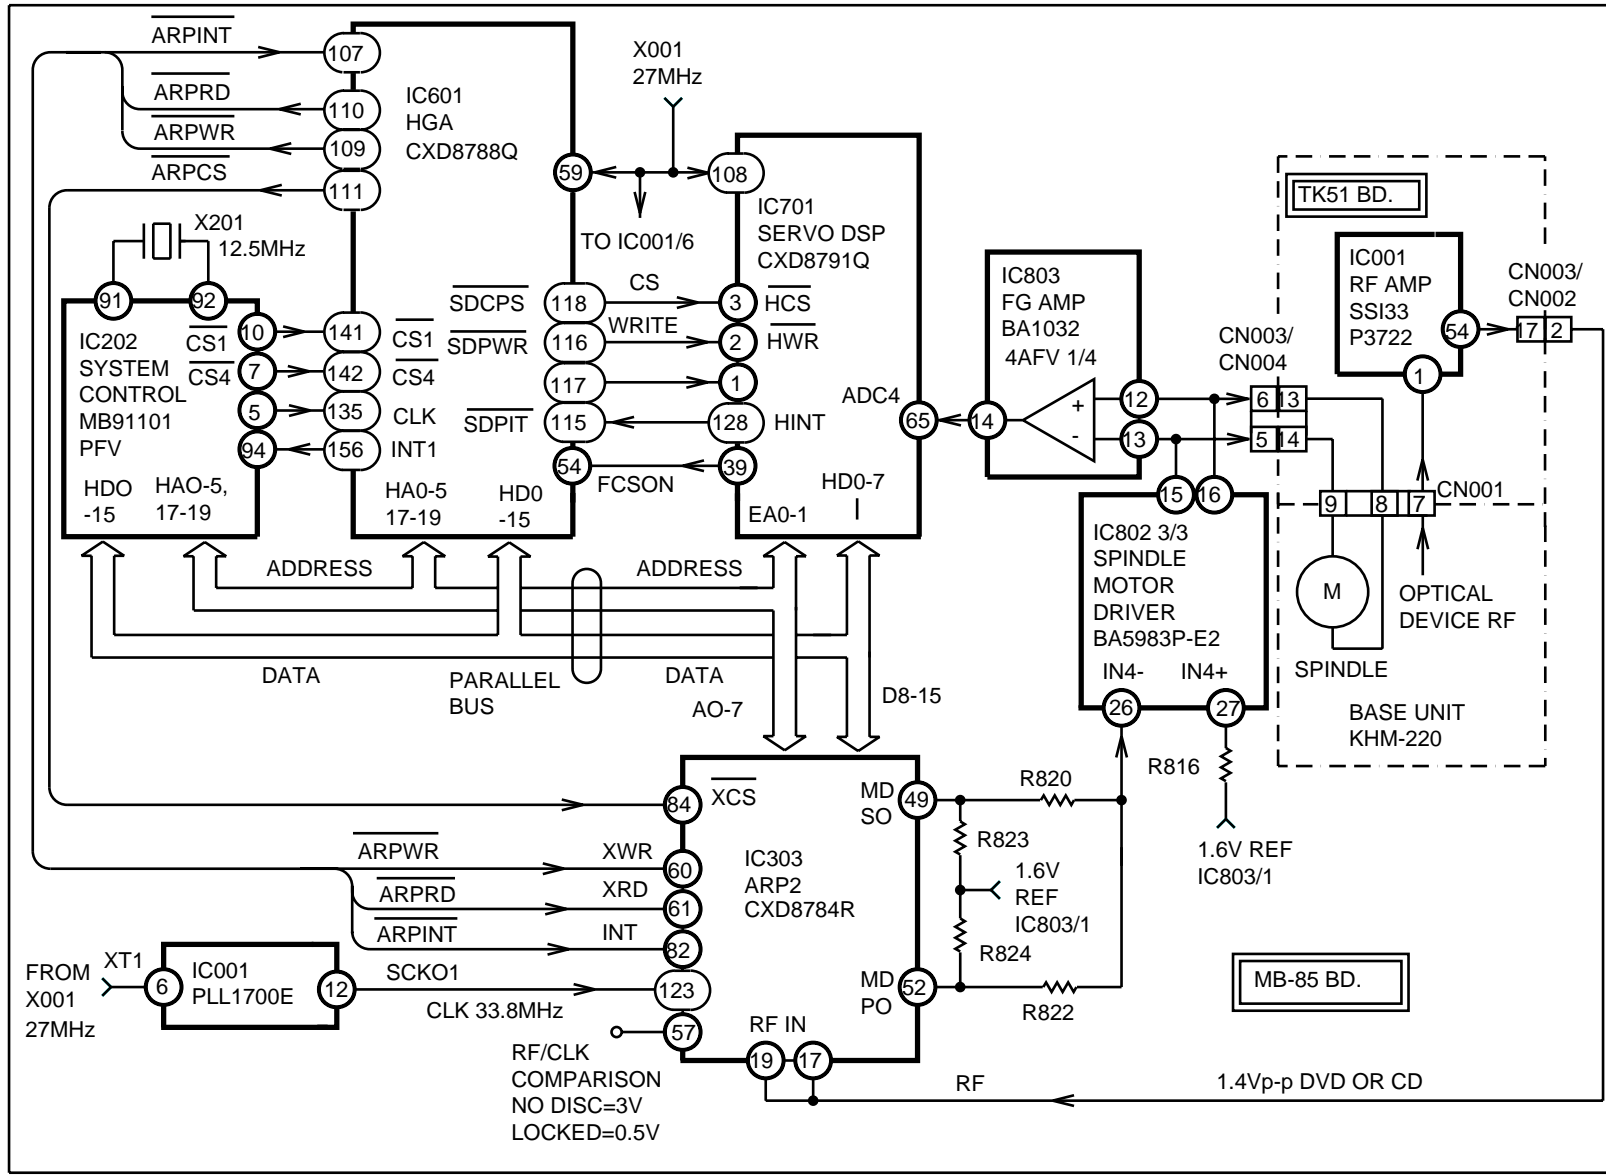 ARPINT
107
ARPRD
110
ARPWR
109
ARPCS
111
IC601
HGA
CXD8788Q
X001
27MHz
59
108
TO IC001/6
IC701
SERVO DSP
CXD8791Q
X201
12.5MHz
91
92
IC202
SYSTEM
CONTROL
MB91101
PFV
10
CS1
7
CS4
5
94
HDO
-15
HAO-5,
17-19
141
CS1
142
CS4
135
CLK
156
INT1
HA0-5
17-19
HD0
-15
SDCPS
118
CS
3
HCS
SDPWR
116
WRITE
2
HWR
117
1
SDPIT
115
128
HINT
54
FCSON
39
ADC4
65
HD0-7
EA0-1
IC803
FG AMP
BA1032
4AFV 1/4
14
+
-
12
13
15
16
CN003/
CN004
6
13
5
14
TK51 BD.
IC001
RF AMP
SSI33
P3722
54
1
CN003/
CN002
17
2
9
8
7
CN001
M
OPTICAL
DEVICE RF
SPINDLE
BASE UNIT
KHM-220
IC802 3/3
SPINDLE
MOTOR
DRIVER
BA5983P-E2
IN4-
IN4+
26
27
R816
1.6V REF
IC803/1
ADDRESS
ADDRESS
DATA
PARALLEL
BUS
DATA
AO-7
D8-15
84
XCS
ARPWR
XWR
60
ARPRD
XRD
61
ARPINT
INT
82
IC303
ARP2
CXD8784R
MD
SO
49
R820
R823
1.6V
REF
IC803/1
R824
MD
PO
52
R822
FROM
X001
27MHz
XT1
6
IC001
PLL1700E
12
SCKO1
CLK 33.8MHz
123
57
RF/CLK
COMPARISON
NO DISC=3V
LOCKED=0.5V
RF IN
19
17
RF
1.4Vp-p DVD OR CD
MB-85 BD.